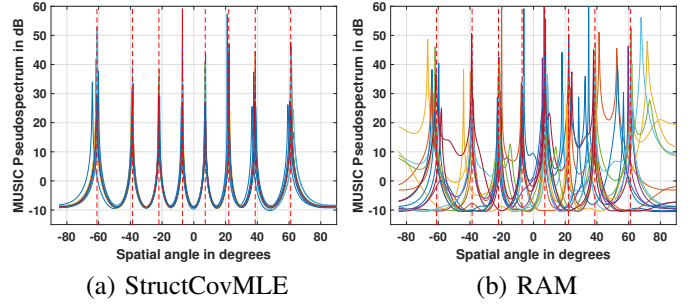 MUSIC Pseudospectrum in dB
60
50
40
30
20
10
0
-10
-80 -60 -40 -20 0 20 40 60 80
Spatial angle in degrees
(a) StructCovMLE
MUSIC Pseudospectrum in dB
60
50
40
30
20
10
0
-10
-80 -60 -40 -20 0 20 40 60 80
Spatial angle in degrees
(b) RAM